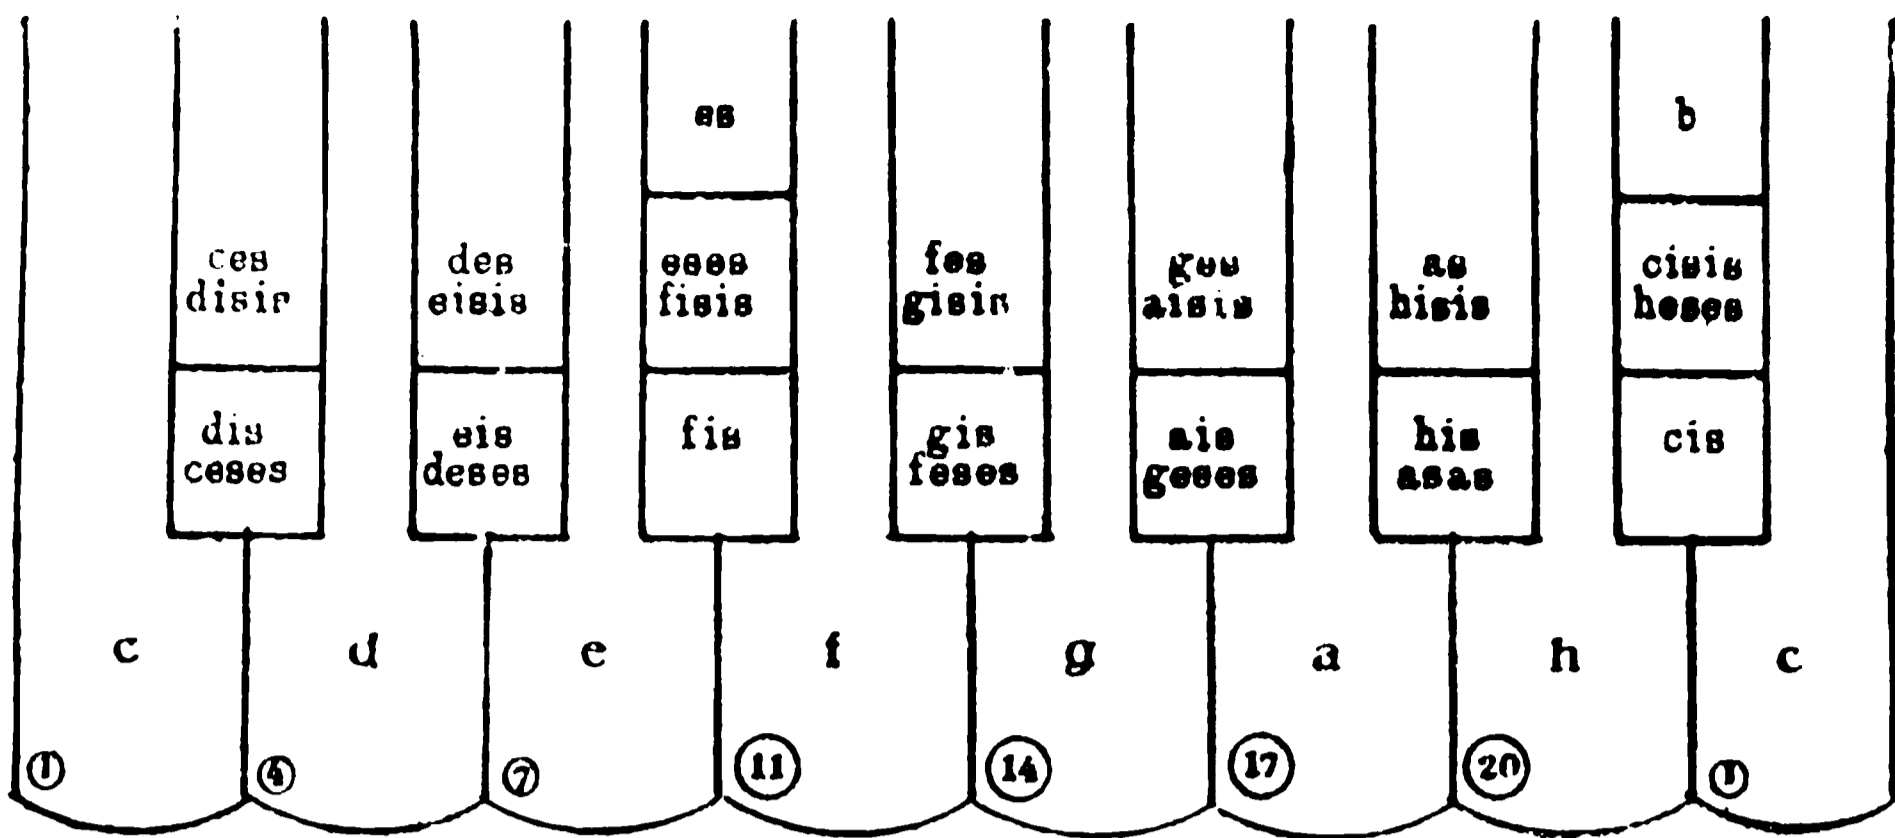 es
b
ces
disis
des
eisis
eses
fisis
fes
gisis
ges
aisis
as
hisis
cisis
heses
dis
ceses
eis
deses
fis
gis
feses
ais
geses
his
asas
cis
c
d
e
f
g
a
h
c
1
4
7
11
14
17
20
1